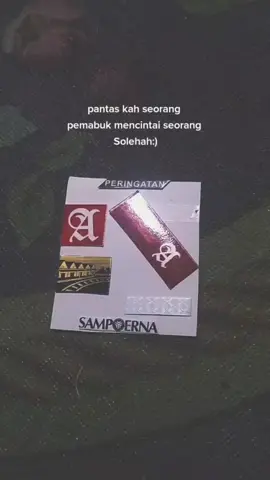 pantas kah seorang
pemabuk mencintai seorang
Solehah:)
PERINGATAN
A
A
SAMPOERNA